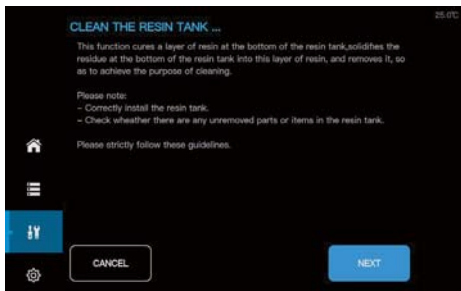 25.0℃
CLEAN THE RESIN TANK ...
This function cures a layer of resin at the bottom of the resin tank,solidifies the
residue at the bottom of the resin tank into this layer of resin, and removes it, so
as to achieve the purpose of cleaning.
Please note:
- Correctly install the resin tank.
- Check wheather there are any unremoved parts or items in the resin tank.
Please strictly follow these guidelines.
CANCEL
NEXT